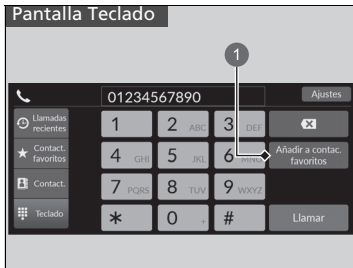 Pantalla Teclado
1
01234567890
Ajustes
Llamadas
recientes
1
2 ABC
3 DEF
Contact.
favoritos
4 GHI
5 JKL
6 MNO
Añadir a contac.
favoritos
Contact.
7 PQRS
8 TUV
9 WXYZ
Teclado
*
0 +
#
Llamar